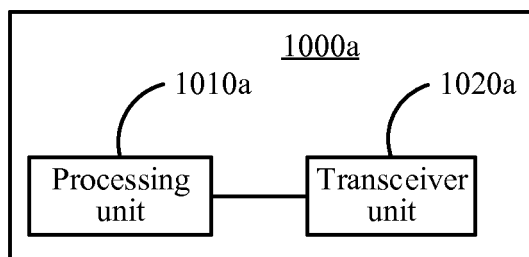 1000a
1010a
1020a
Processing
unit
Transceiver
unit